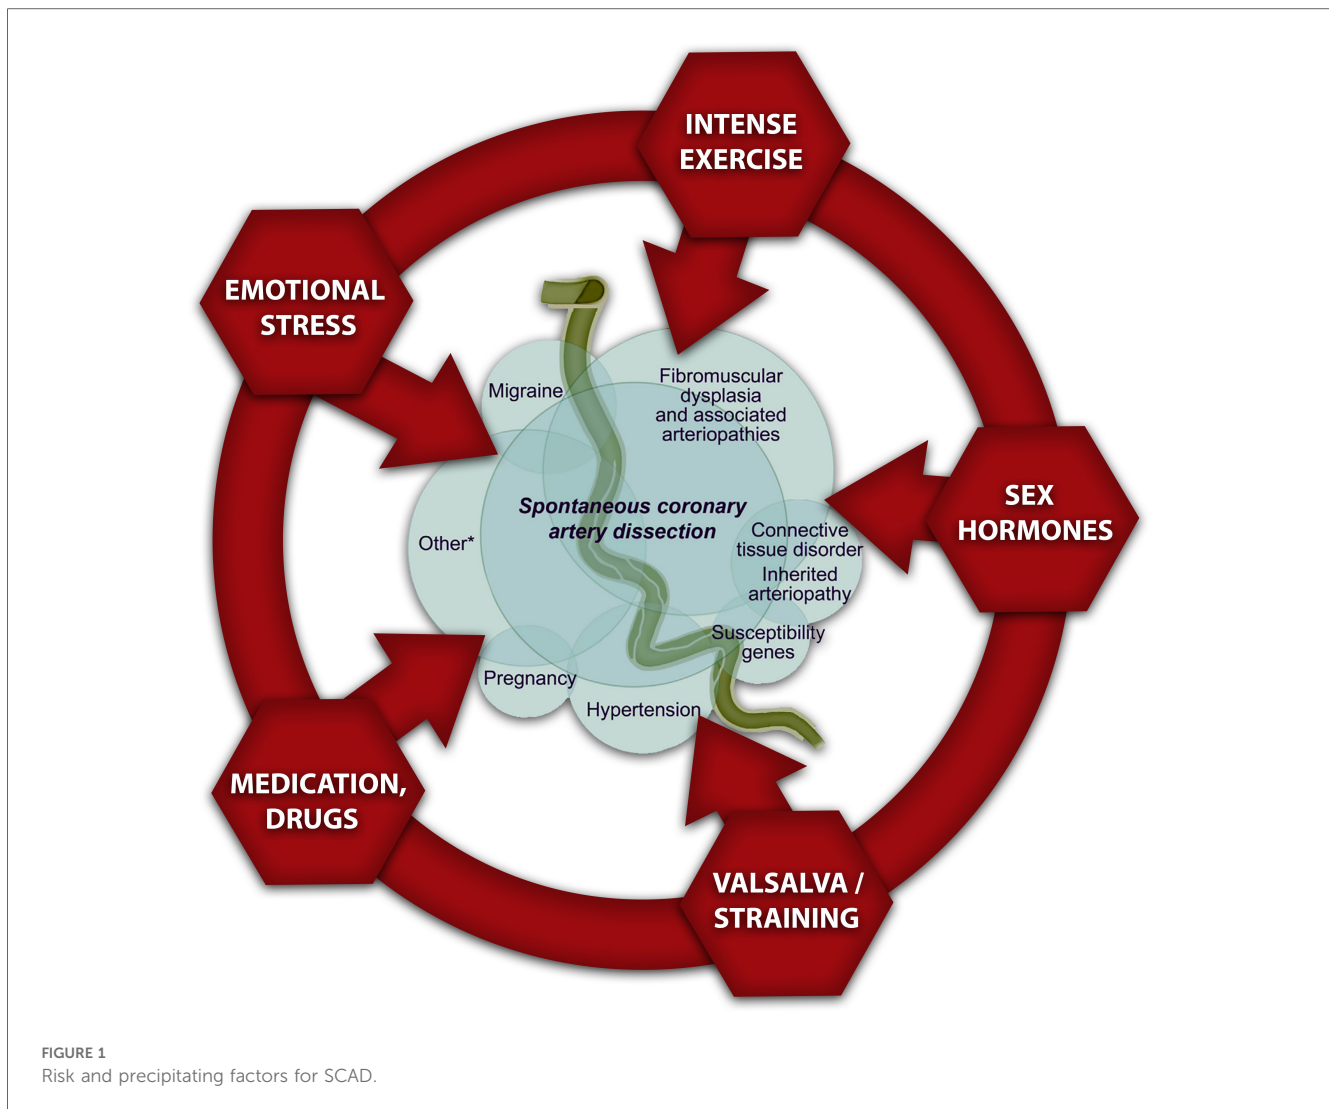 INTENSE
EXERCISE
EMOTIONAL
STRESS
Migraine
Fibromuscular
dysplasia
and associated
arteriopathies
SEX
HORMONES
Spontaneous coronary
artery dissection
Other*
Connective
tissue disorder
Inherited
arteriopathy
Susceptibility
genes
Pregnancy
Hypertension
MEDICATION,
DRUGS
VALSALVA /
STRAINING
FIGURE 1
Risk and precipitating factors for SCAD.